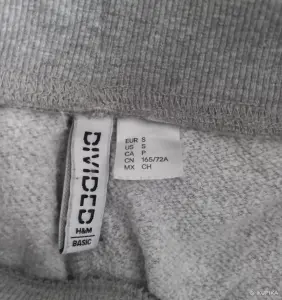 DIVIDED
H&M
BASIC
EUR S
US S
CA P
CN 165/72A
MX CH